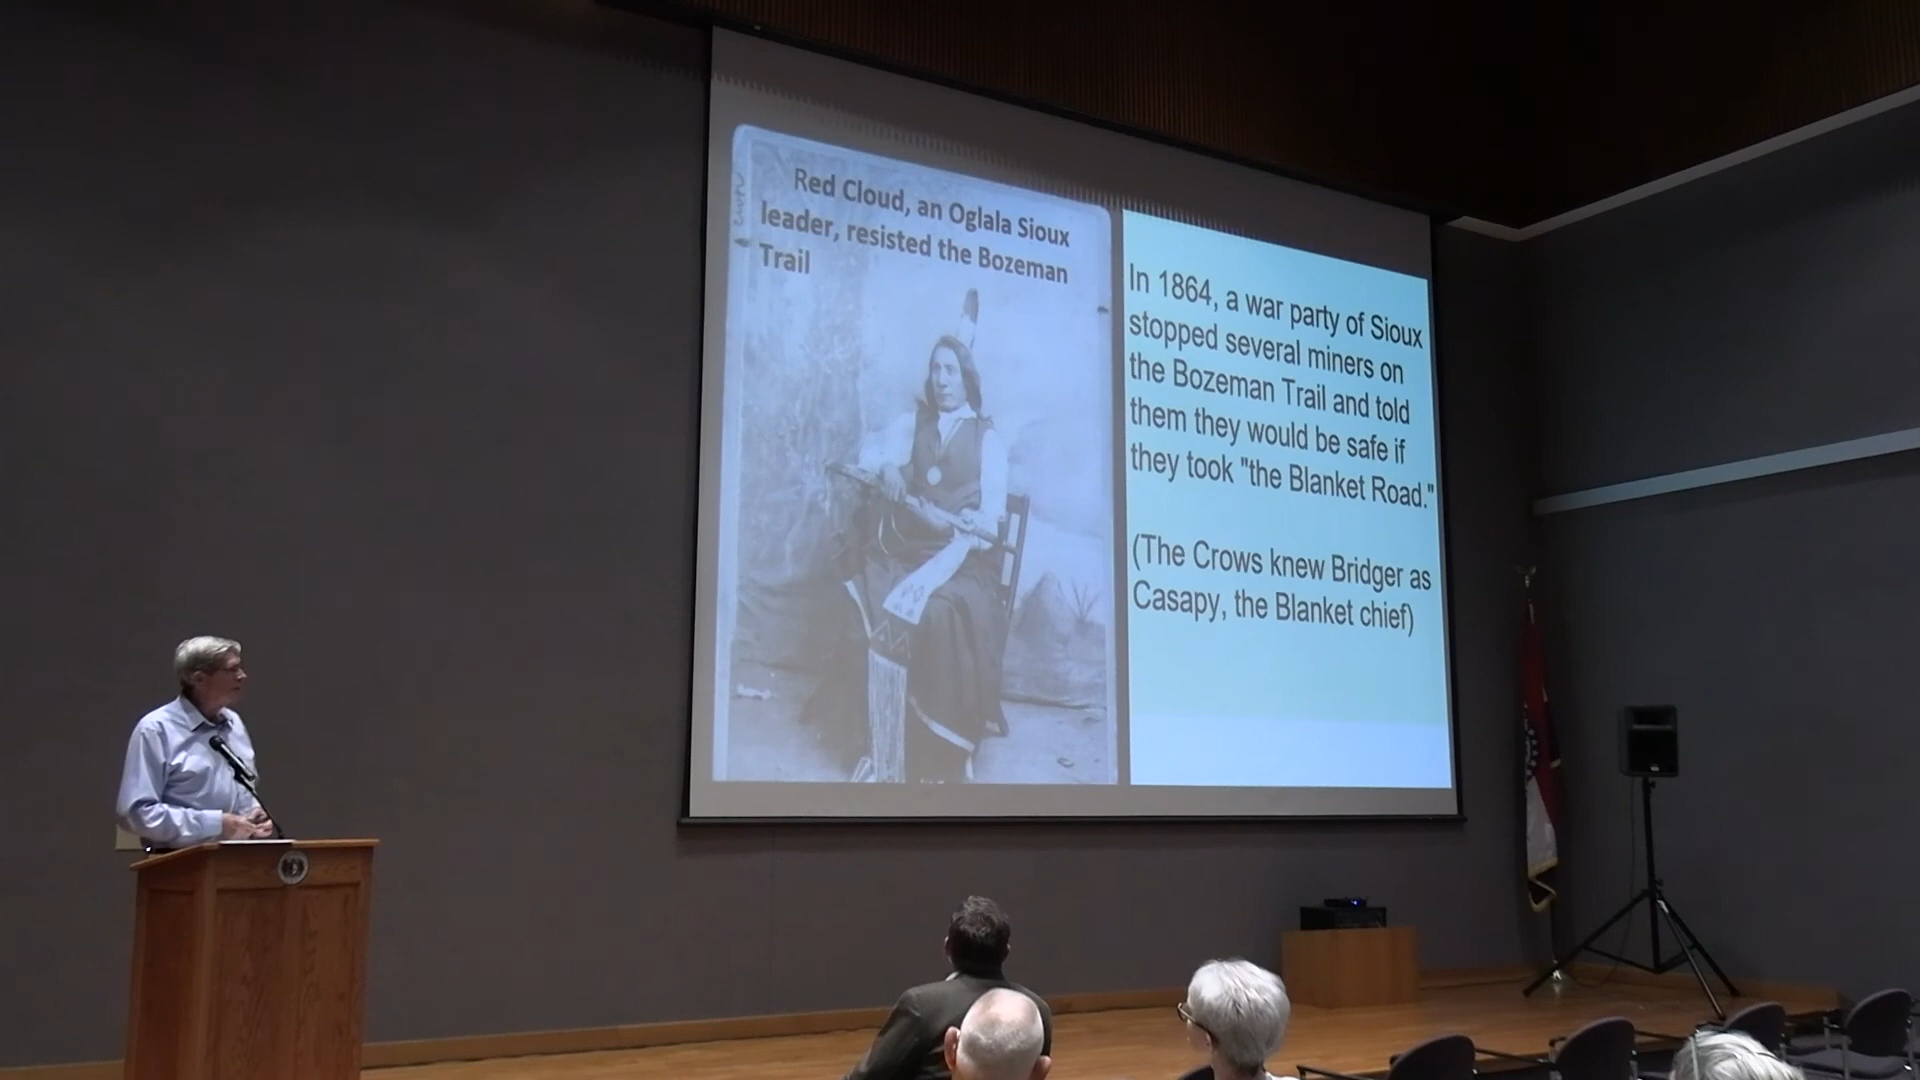 Red Cloud, an Oglala Sioux
leader, resisted the Bozeman
Trail
In 1864, a war party of Sioux
stopped several miners on
the Bozeman Trail and told
them they would be safe if
they took "the Blanket Road."
(The Crows knew Bridger as
Casapy, the Blanket chief)